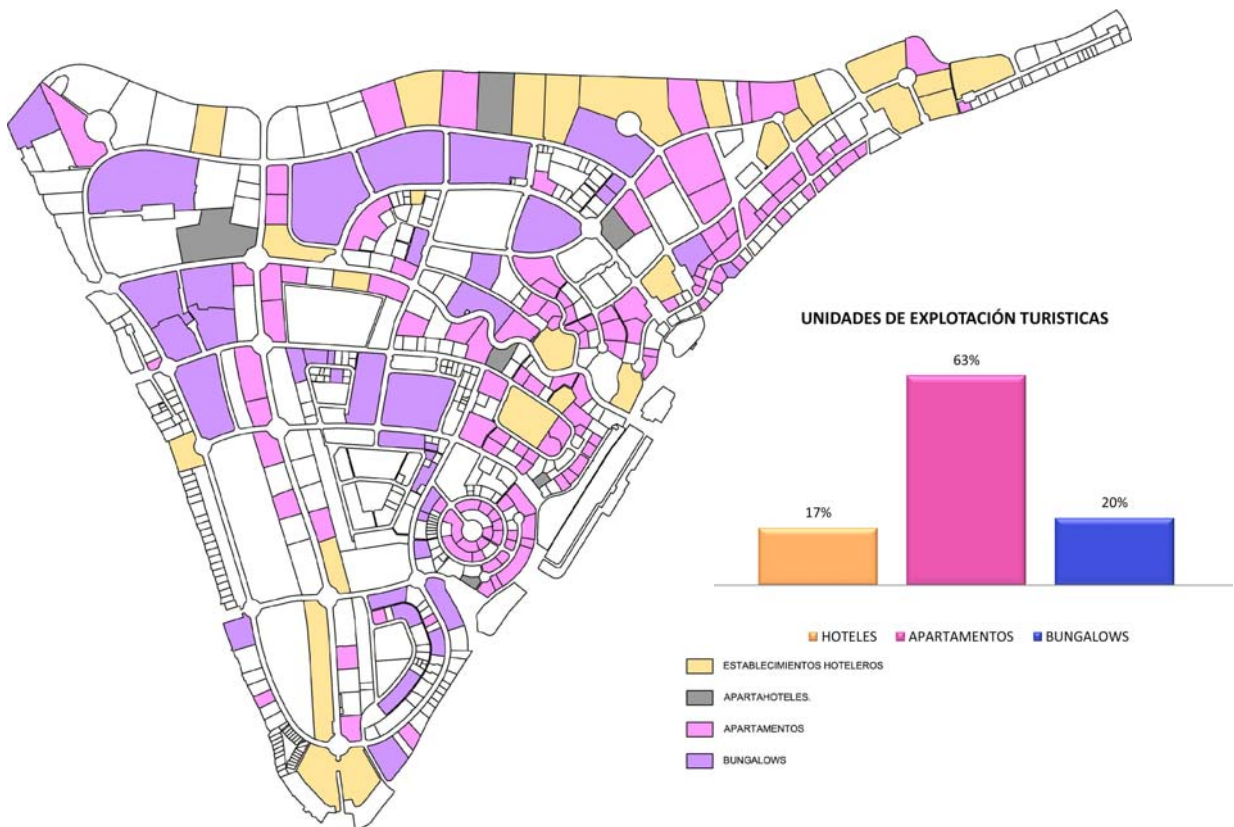 UNIDADES DE EXPLOTACIÓN TURISTICAS
63%
17%
20%
HOTELES APARTAMENTOS BUNGALOWS
ESTABLECIMIENTOS HOTELEROS
APARTAHOTELES.
APARTAMENTOS
BUNGALOWS